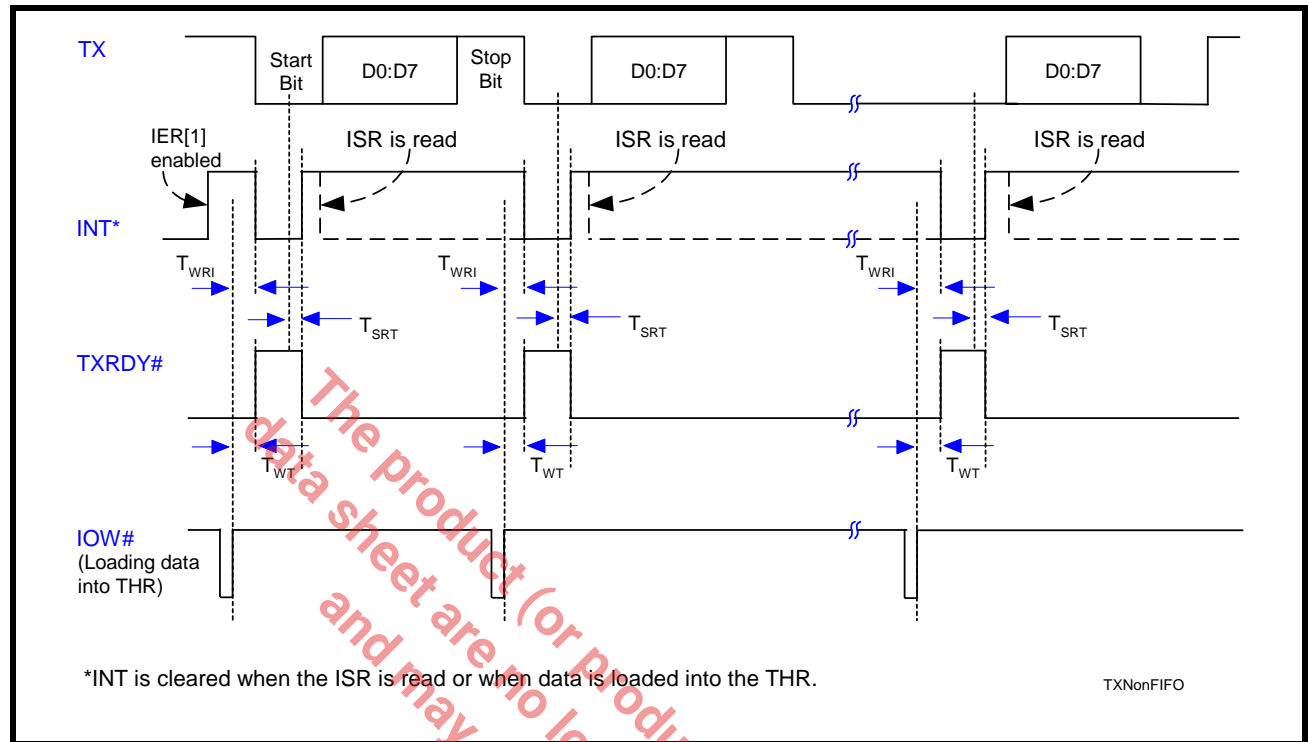 TX
Start
Bit
D0:D7
Stop
Bit
D0:D7
D0:D7
IER[1]
enabled
ISR is read
ISR is read
ISR is read
INT*
TWRI
TWRI
TWRI
TSRT
TSRT
TSRT
TXRDY#
TWT
TWT
TWT
IOW#
(Loading data
into THR)
The product (or produ
data sheet are no lo
and may
*INT is cleared when the ISR is read or when data is loaded into the THR.
TXNonFIFO